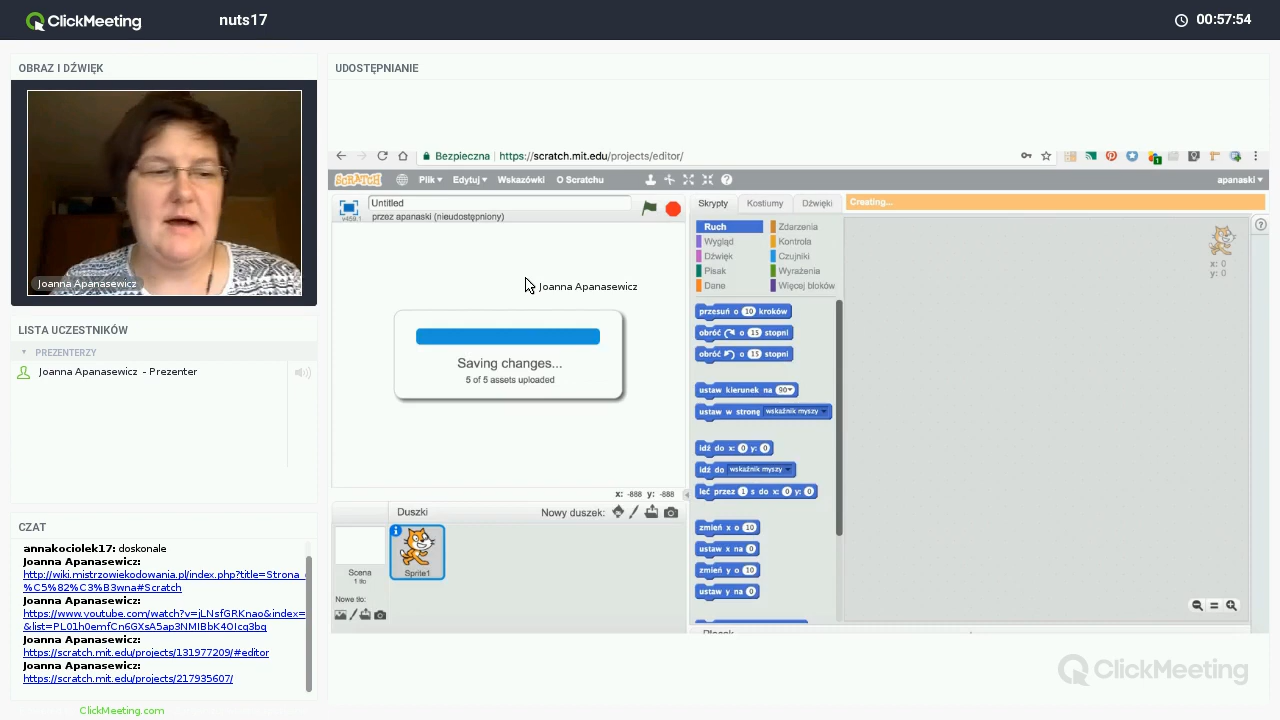 ClickMeeting
nuts17
00:57:54
OBRAZ I DŹWIĘK
Joanna Apanasewicz
LISTA UCZESTNIKÓW
PREZENTERZY
Joanna Apanasewicz - Prezenter
CZAT
annakociolek17: doskonale
Joanna Apanasewicz:
http://wiki.mistrzowiekodowania.pl/index.php?title=Strona_
%C5%82%C3%B3wna#Scratch
Joanna Apanasewicz:
https://www.youtube.com/watch?v=jLNsfGRKnao&index=
&list=PL01h0emfCn6GXsA5ap3NMIBbK4OIcq3bq
Joanna Apanasewicz:
https://scratch.mit.edu/projects/131977209/#editor
Joanna Apanasewicz:
https://scratch.mit.edu/projects/217935607/
ClickMeeting.com
UDOSTĘPNIANIE
Bezpieczna
https://scratch.mit.edu/projects/editor/
SCRATCH
Plik
Edytuj
Wskazówki
O Scratchu
apanaski
Untitled
przez apanaski (nieudostępniony)
v459.1
Joanna Apanasewicz
Saving changes...
5 of 5 assets uploaded
x: -888 y: -888
Duszki
Nowy duszek:
Scena
1 tło
Nowe tło:
Sprite1
Skrypty
Kostiumy
Dźwięki
Ruch
Zdarzenia
Wygląd
Kontrola
Dźwięk
Czujniki
Pisak
Wyrażenia
Dane
Więcej bloków
przesuń o 10 kroków
obróć o 15 stopni
obróć o 15 stopni
ustaw kierunek na 90
ustaw w stronę wskaźnik myszy
idź do x: 0 y: 0
idź do wskaźnik myszy
leć przez 1 s do x: 0 y: 0
zmień x o 10
ustaw x na 0
zmień y o 10
ustaw y na 0
Creating...
x: 0
y: 0
ClickMeeting